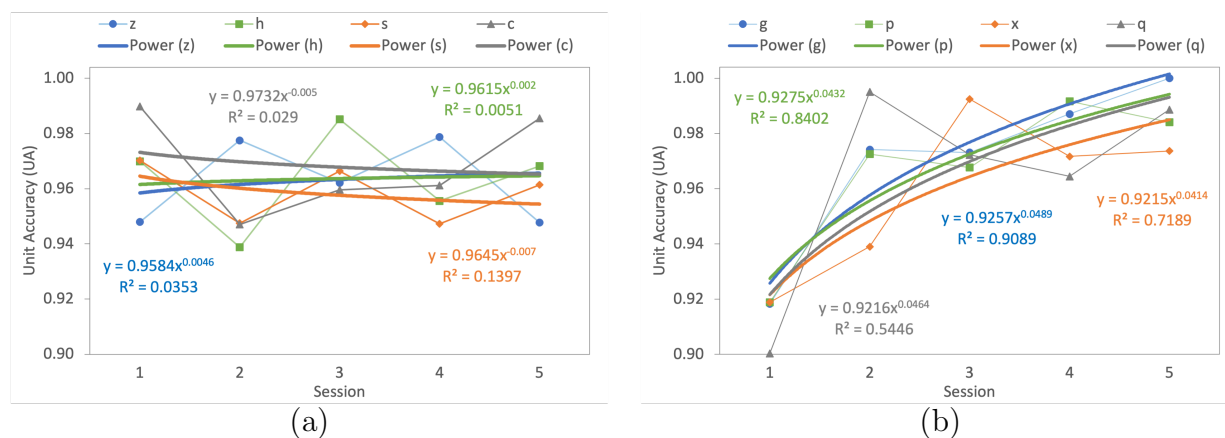 z h s c
Power (z) Power (h) Power (s) Power (c)
Unit Accuracy (UA)
1.00
0.98
0.96
0.94
0.92
0.90
y = 0.9732x^-0.005
R² = 0.029
y = 0.9615x^0.002
R² = 0.0051
y = 0.9584x^0.0046
R² = 0.0353
y = 0.9645x^-0.007
R² = 0.1397
1 2 3 4 5
Session
(a)
g p x q
Power (g) Power (p) Power (x) Power (q)
Unit Accuracy (UA)
1.00
0.98
0.96
0.94
0.92
0.90
y = 0.9275x^0.0432
R² = 0.8402
y = 0.9257x^0.0489
R² = 0.9089
y = 0.9215x^0.0414
R² = 0.7189
y = 0.9216x^0.0464
R² = 0.5446
1 2 3 4 5
Session
(b)